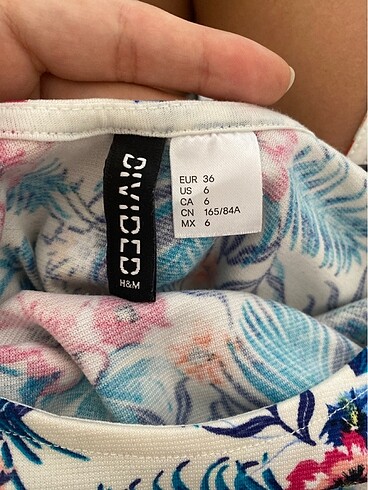 DIVIDED
H&M
EUR 36
US 6
CA 6
CN 165/84A
MX 6